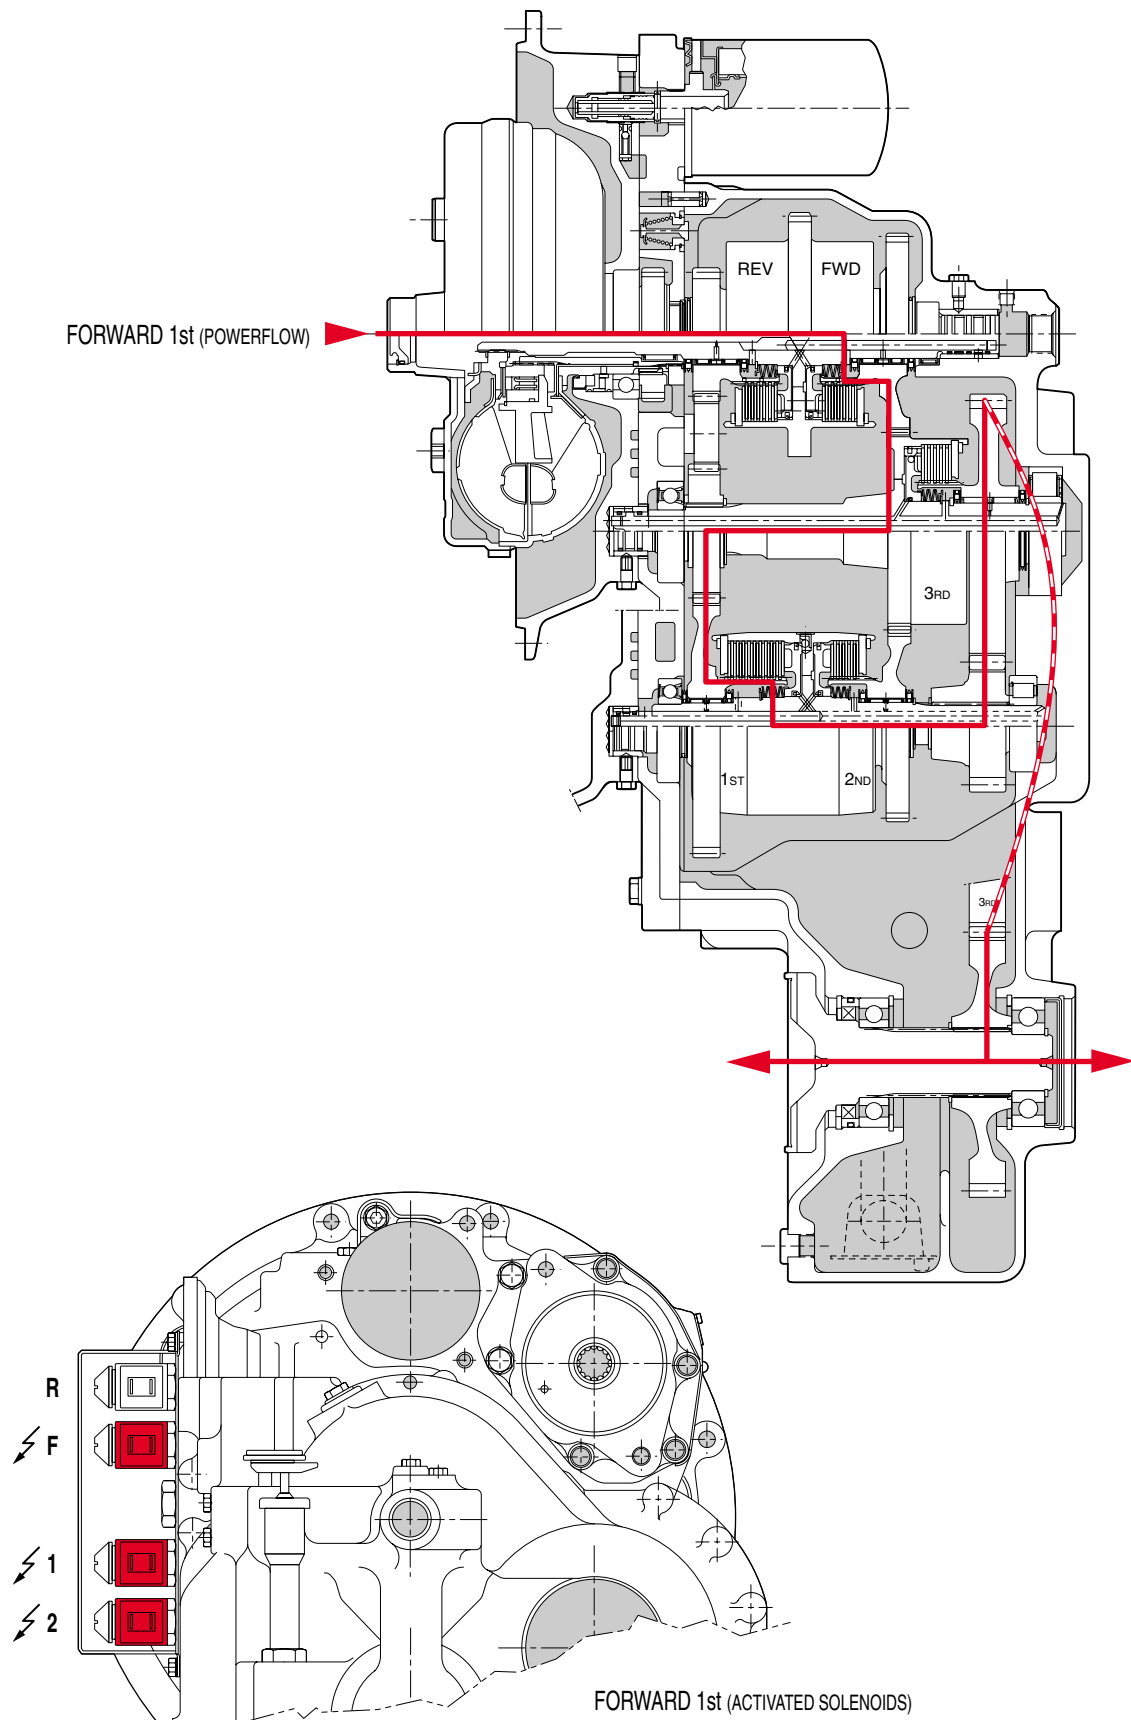 REV FWD
FORWARD 1st (POWERFLOW)
3RD
1ST 2ND
3RD
R
F
1
2
FORWARD 1st (ACTIVATED SOLENOIDS)